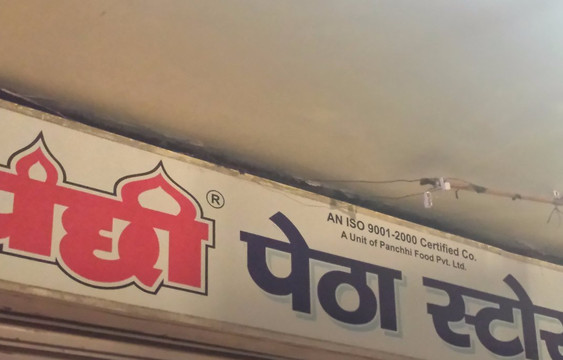 पंछी® पेठा स्टोर
AN ISO 9001-2000 Certified Co.
A Unit of Panchhi Food Pvt. Ltd.